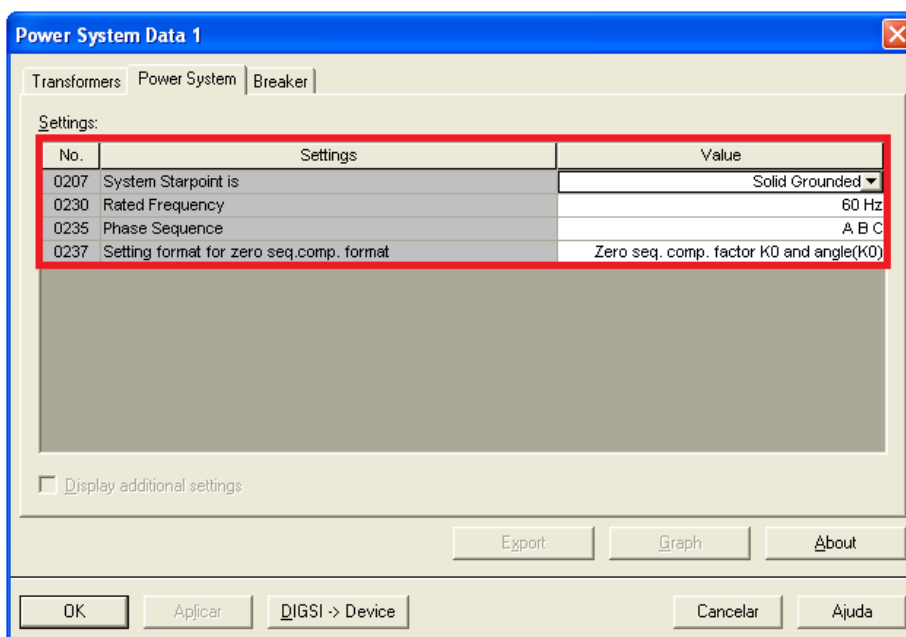 Power System Data 1
Transformers Power System Breaker
Settings:
No. Settings Value
0207 System Starpoint is Solid Grounded
0230 Rated Frequency 60 Hz
0235 Phase Sequence A B C
0237 Setting format for zero seq.comp. format Zero seq. comp. factor K0 and angle(K0)
Display additional settings
Export Graph About
OK Aplicar DIGSI -> Device Cancelar Ajuda